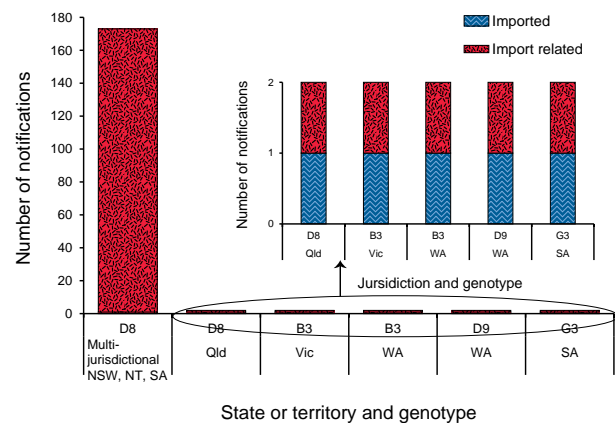 Imported
Import related
Number of notifications
180
160
140
120
100
80
60
40
20
0
Number of notifications
2
1
0
D8 B3 B3 D9 G3
Qld Vic WA WA SA
Jursidiction and genotype
D8 D8 B3 B3 D9 G3
Multi-
jurisdictional
NSW, NT, SA
Qld Vic WA WA SA
State or territory and genotype